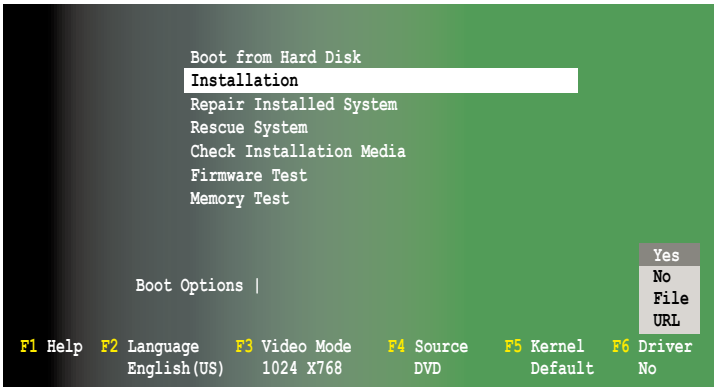 Boot from Hard Disk
Installation
Repair Installed System
Rescue System
Check Installation Media
Firmware Test
Memory Test
Yes
No
File
URL
Boot Options |
F1 Help F2 Language F3 Video Mode F4 Source F5 Kernel F6 Driver
English(US) 1024 X768 DVD Default No